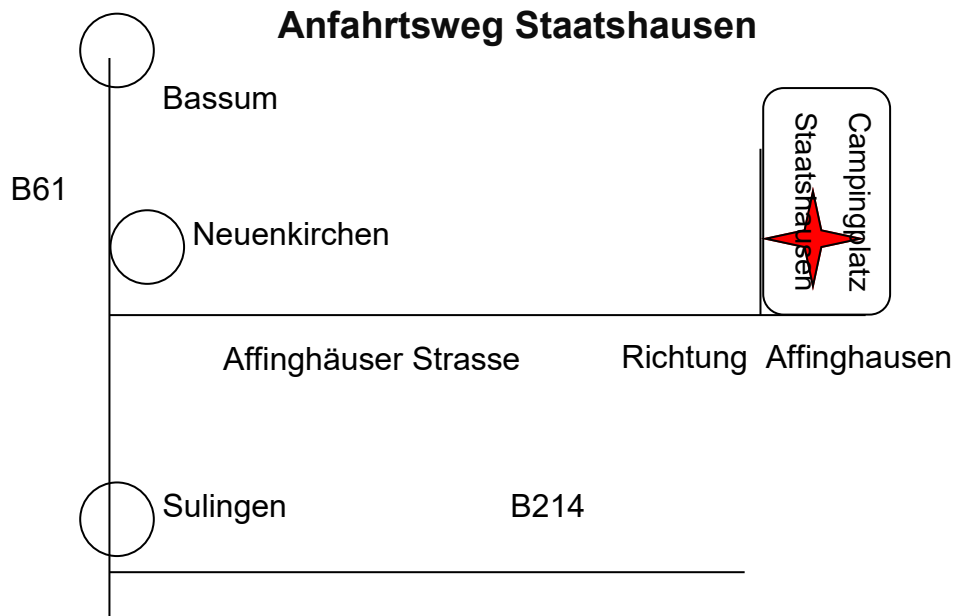 Anfahrtsweg Staatshausen
Bassum
Campingplatz
Staatshausen
B61
Neuenkirchen
Affinghäuser Strasse
Richtung Affinghausen
Sulingen
B214